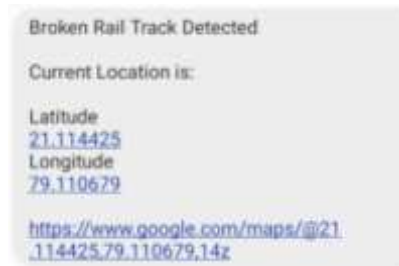 Broken Rail Track Detected
Current Location is:
Latitude
21.114425
Longitude
79.110679
https://www.google.com/maps/@21
.114425,79.110679,14z